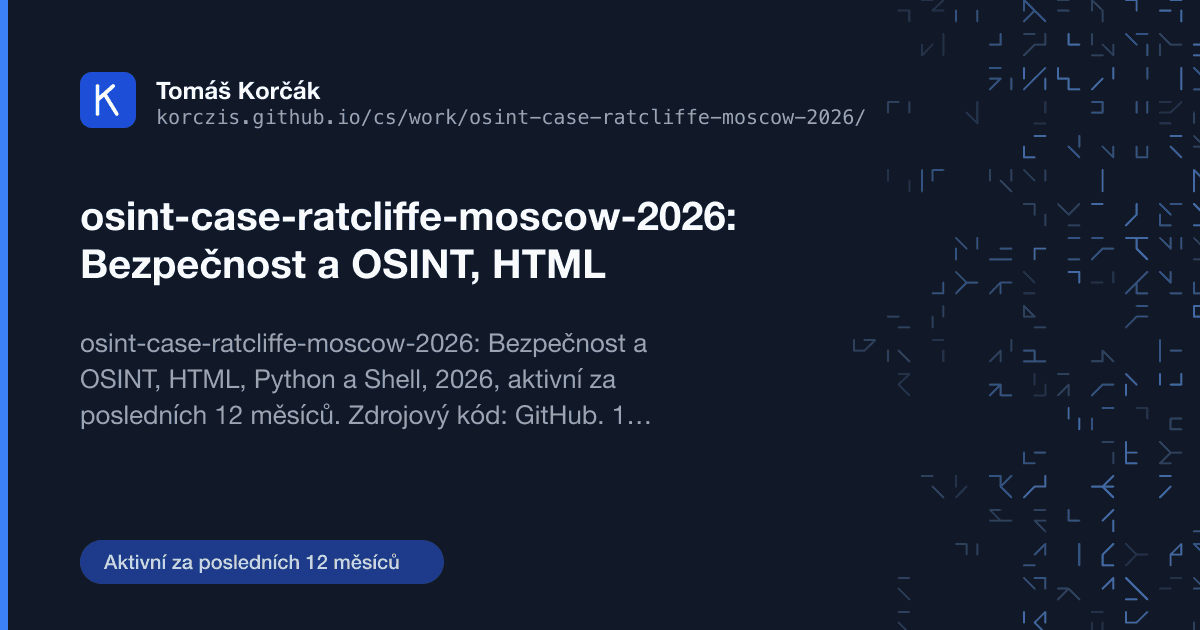 K
Tomáš Korčák
korczis.github.io/cs/work/osint-case-ratcliffe-moscow-2026/
osint-case-ratcliffe-moscow-2026:
Bezpečnost a OSINT, HTML
osint-case-ratcliffe-moscow-2026: Bezpečnost a
OSINT, HTML, Python a Shell, 2026, aktivní za
posledních 12 měsíců. Zdrojový kód: GitHub. 1…
Aktivní za posledních 12 měsíců